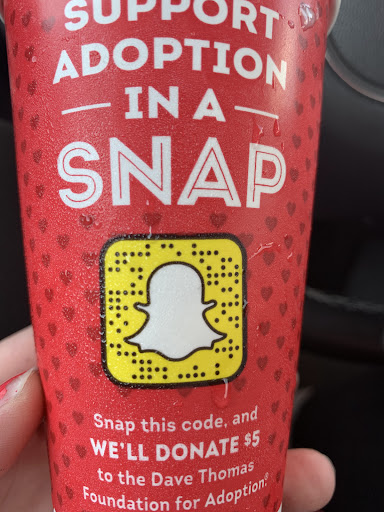 SUPPORT
ADOPTION
IN A
SNAP
Snap this code, and
WE'LL DONATE $5
to the Dave Thomas
Foundation for Adoption®